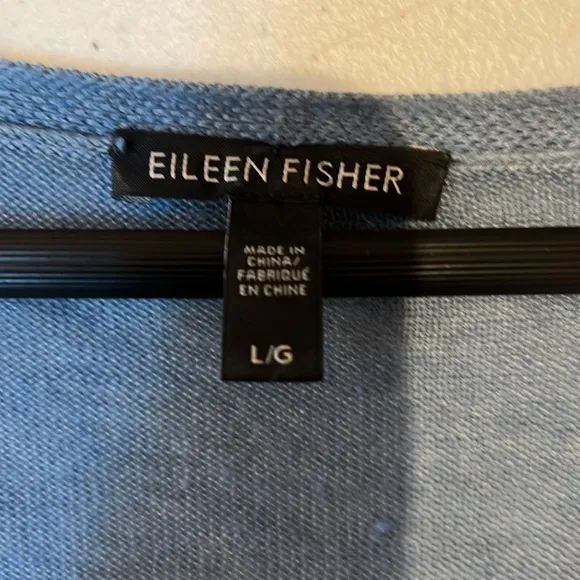 EILEEN FISHER
MADE IN
CHINA/
FABRIQUÉ
EN CHINE
L/G